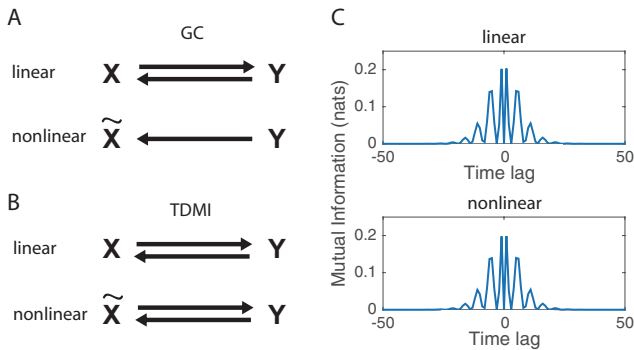 A
GC
linear X Y
nonlinear X̃ Y
B
TDMI
linear X Y
nonlinear X̃ Y
C
linear
0.2
0.1
0
-50 0 50
Time lag
Mutual Information (nats)
nonlinear
0.2
0.1
0
-50 0 50
Time lag